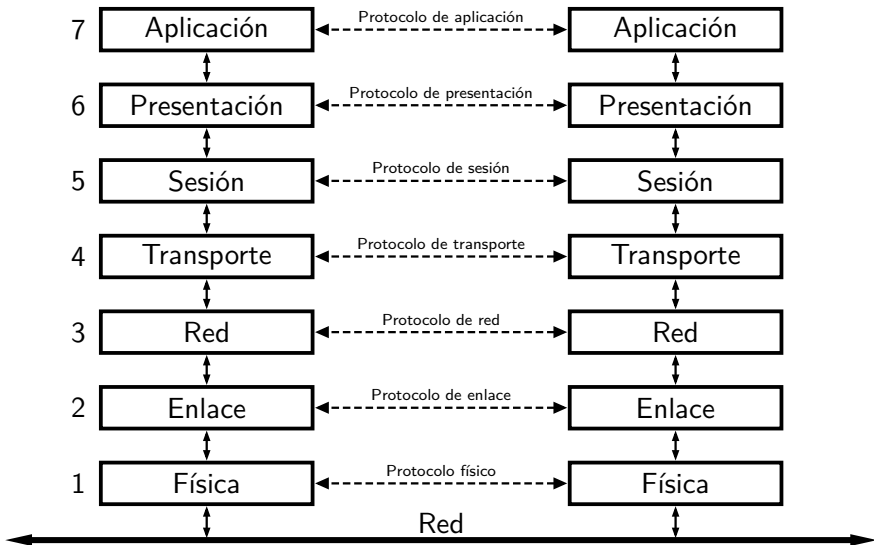 7 Aplicación Protocolo de aplicación Aplicación
6 Presentación Protocolo de presentación Presentación
5 Sesión Protocolo de sesión Sesión
4 Transporte Protocolo de transporte Transporte
3 Red Protocolo de red Red
2 Enlace Protocolo de enlace Enlace
1 Física Protocolo físico Física
Red